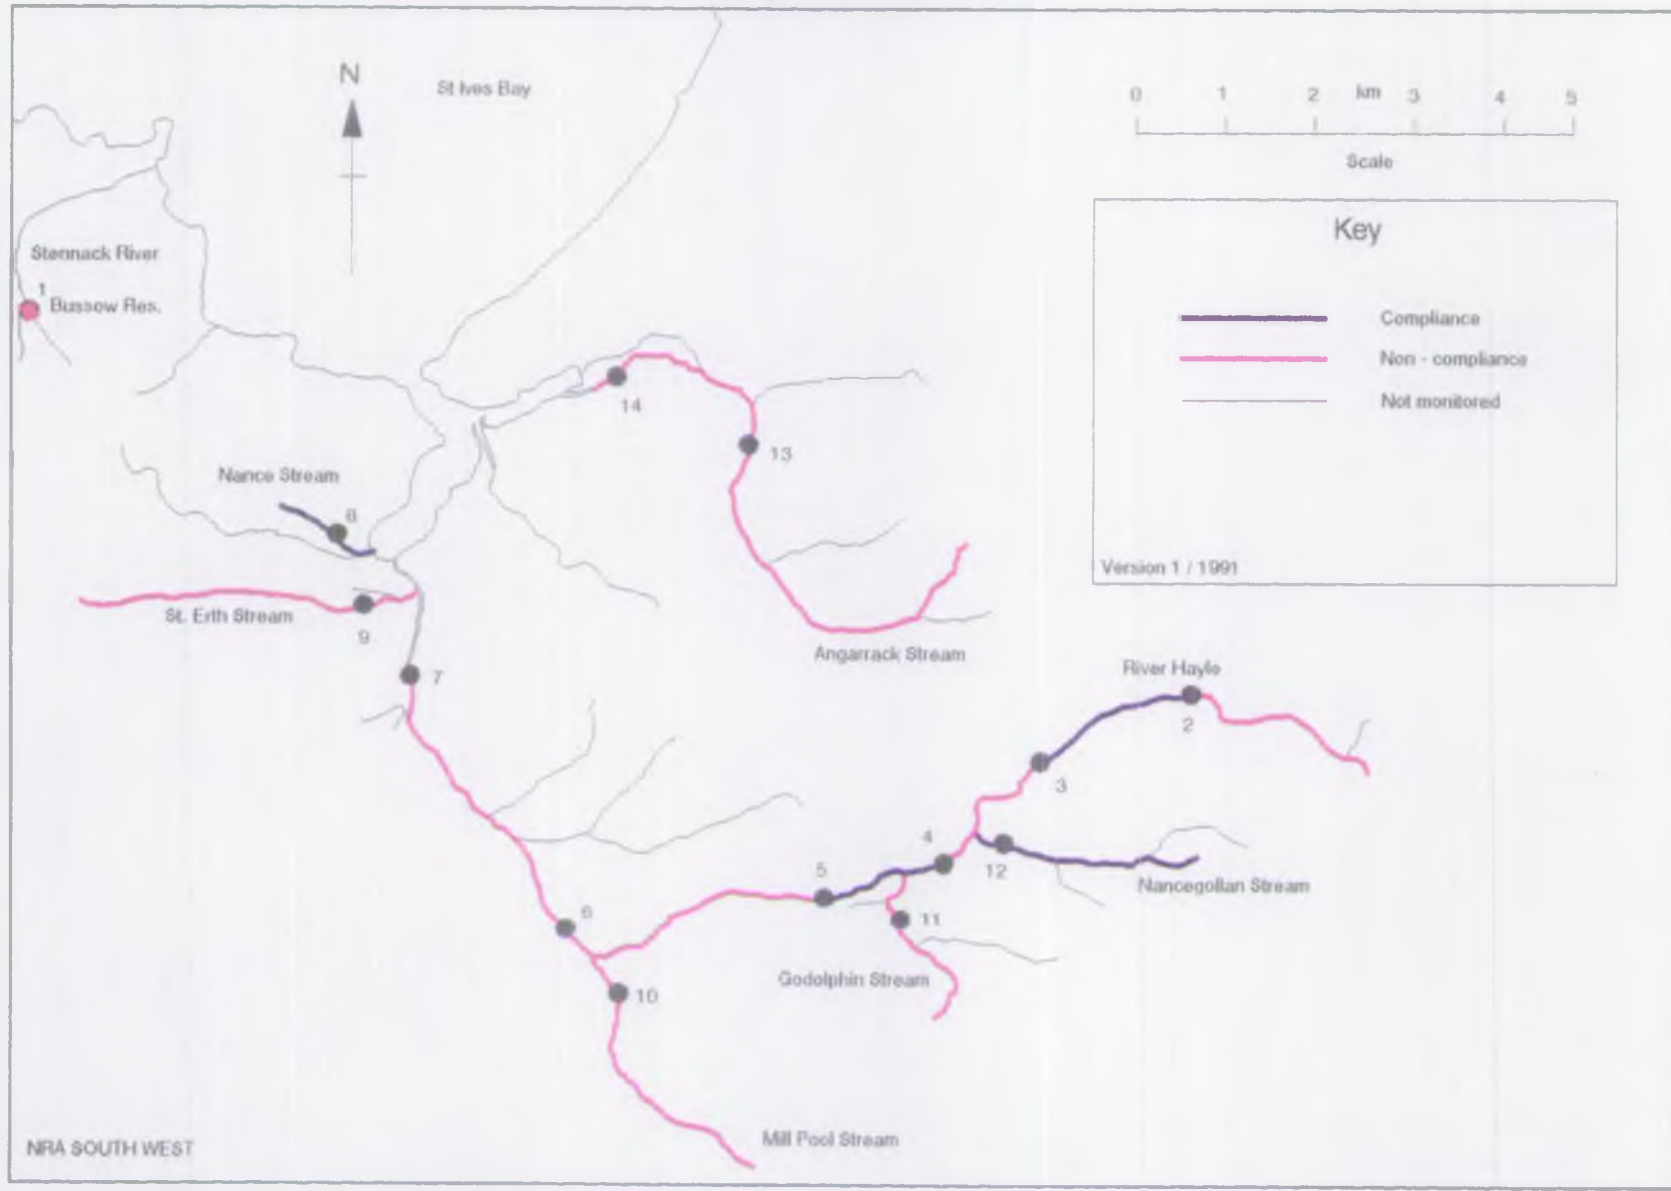 N
St Ives Bay
0 1 2 km 3 4 5
Scale
Key
Compliance
Non - compliance
Not monitored
Version 1 / 1991
Stennack River
1
Bussow Res.
14
13
Nance Stream
8
St. Erth Stream
9
7
Angarrack Stream
River Hayle
2
3
4
12
Nancegollan Stream
5
11
6
Godolphin Stream
10
Mill Pool Stream
NRA SOUTH WEST